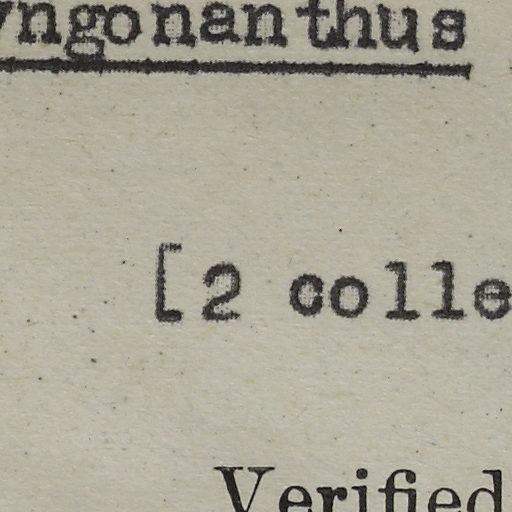 yngonanthus
[2 colle
Verified